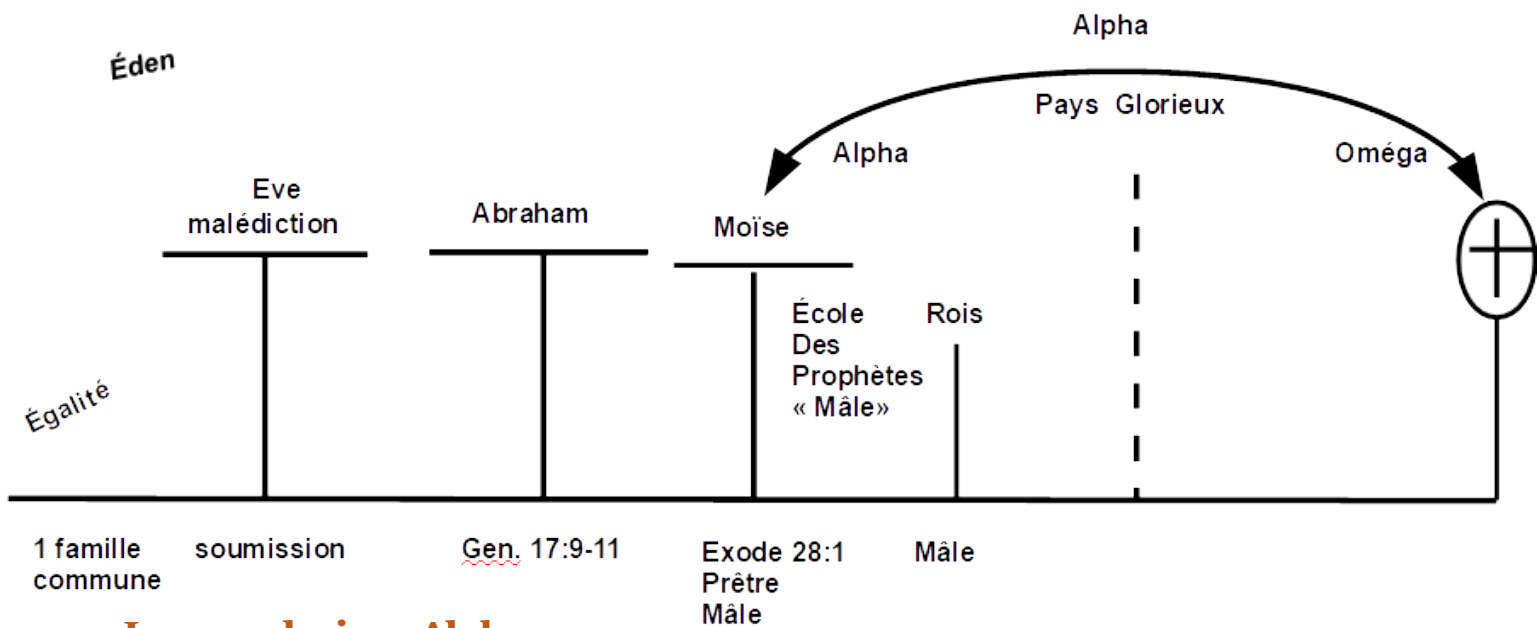 Alpha
Éden
Pays Glorieux
Alpha
Oméga
Eve
malédiction
Abraham
Moïse
École
Des
Prophètes
« Mâle»
Rois
Égalité
1 famille
commune
soumission
Gen. 17:9-11
Exode 28:1
Prêtre
Mâle
Mâle